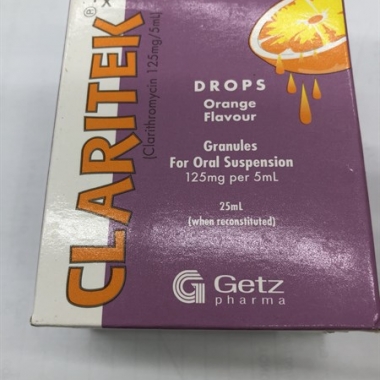 CLARITEK®
(Clarithromycin 125mg/5mL)
DROPS
Orange
Flavour
Granules
For Oral Suspension
125mg per 5mL
25mL
(when reconstituted)
Getz
pharma